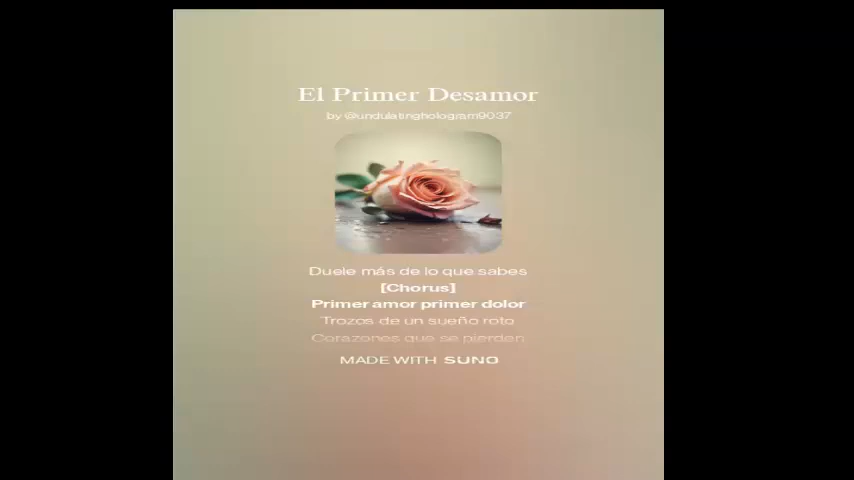 El Primer Desamor
by @undulatinghologram9037
Duele más de lo que sabes
[Chorus]
Primer amor primer dolor
Trozos de un sueño roto
Corazones que se pierden
MADE WITH SUNO